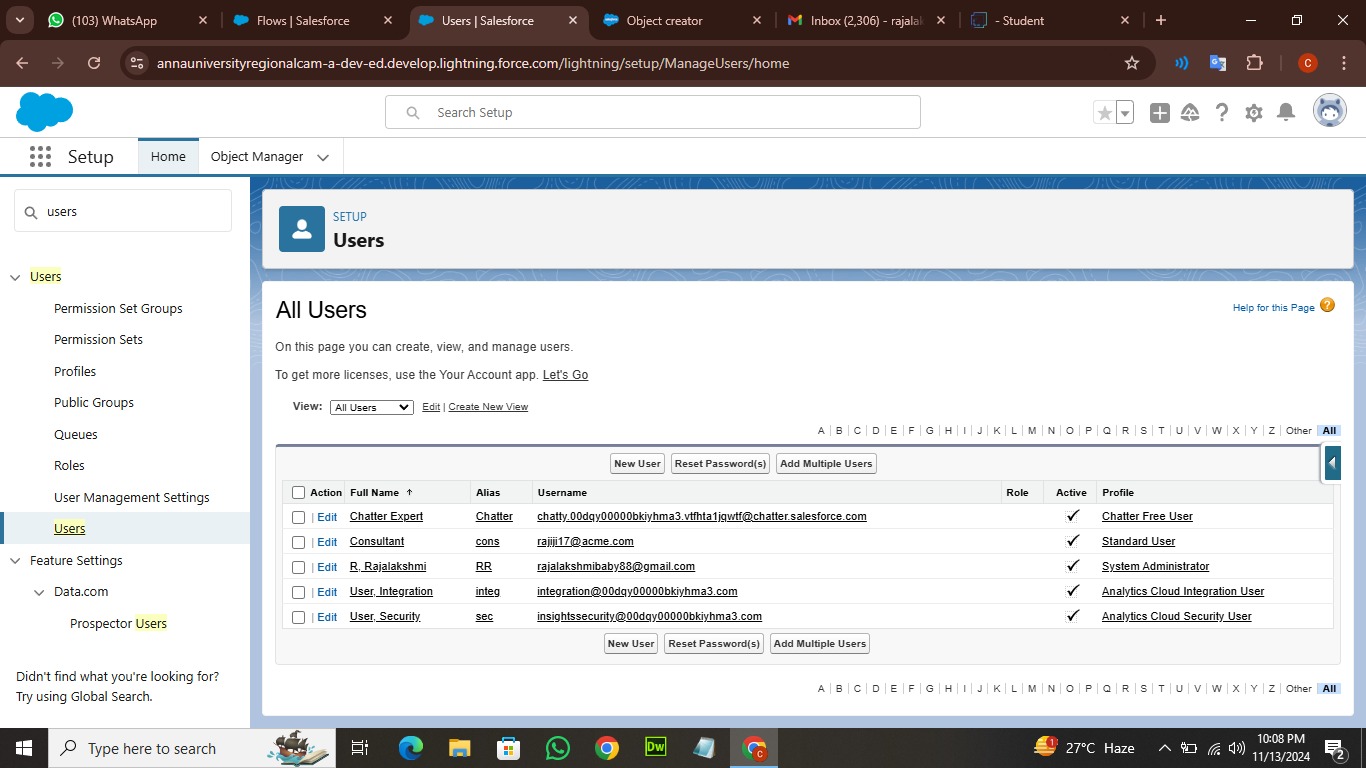 (103) WhatsApp
Flows | Salesforce
Users | Salesforce
Object creator
Inbox (2,306) - rajalak
- Student
annauniversityregionalcam-a-dev-ed.develop.lightning.force.com/lightning/setup/ManageUsers/home
C
Search Setup
Setup
Home
Object Manager
users
Users
Permission Set Groups
Permission Sets
Profiles
Public Groups
Queues
Roles
User Management Settings
Users
Feature Settings
Data.com
Prospector Users
Didn't find what you're looking for?
Try using Global Search.
SETUP
Users
All Users
Help for this Page ?
On this page you can create, view, and manage users.
To get more licenses, use the Your Account app. Let's Go
View: All Users Edit | Create New View
A | B | C | D | E | F | G | H | I | J | K | L | M | N | O | P | Q | R | S | T | U | V | W | X | Y | Z | Other All
New User Reset Password(s) Add Multiple Users
Action Full Name ↑ Alias Username Role Active Profile
| Edit Chatter Expert Chatter chatty.00dqy00000bkiyhma3.vtfhta1jqwtf@chatter.salesforce.com ✓ Chatter Free User
| Edit Consultant cons rajiji17@acme.com ✓ Standard User
| Edit R, Rajalakshmi RR rajalakshmibaby88@gmail.com ✓ System Administrator
| Edit User, Integration integ integration@00dqy00000bkiyhma3.com ✓ Analytics Cloud Integration User
| Edit User, Security sec insightssecurity@00dqy00000bkiyhma3.com ✓ Analytics Cloud Security User
New User Reset Password(s) Add Multiple Users
A | B | C | D | E | F | G | H | I | J | K | L | M | N | O | P | Q | R | S | T | U | V | W | X | Y | Z | Other All
Type here to search
Dw
C
1
27°C Haze
10:08 PM
11/13/2024
2